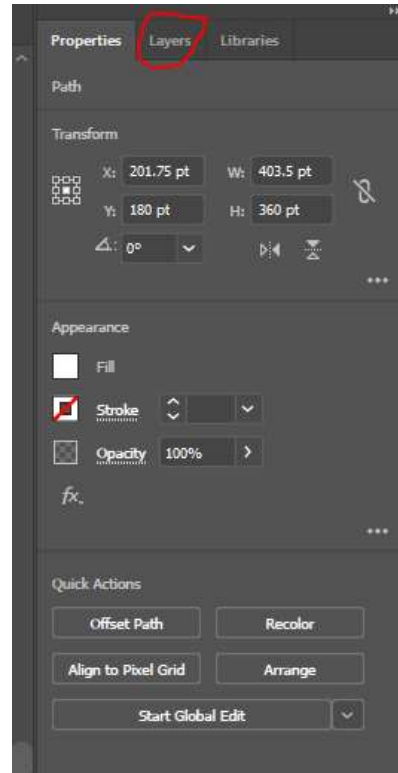 Properties Layers Libraries
Path
Transform
X: 201.75 pt W: 403.5 pt
Y: 180 pt H: 360 pt
0° 
Appearance
Fill
Stroke
Opacity 100%
fx.
Quick Actions
Offset Path Recolor
Align to Pixel Grid Arrange
Start Global Edit